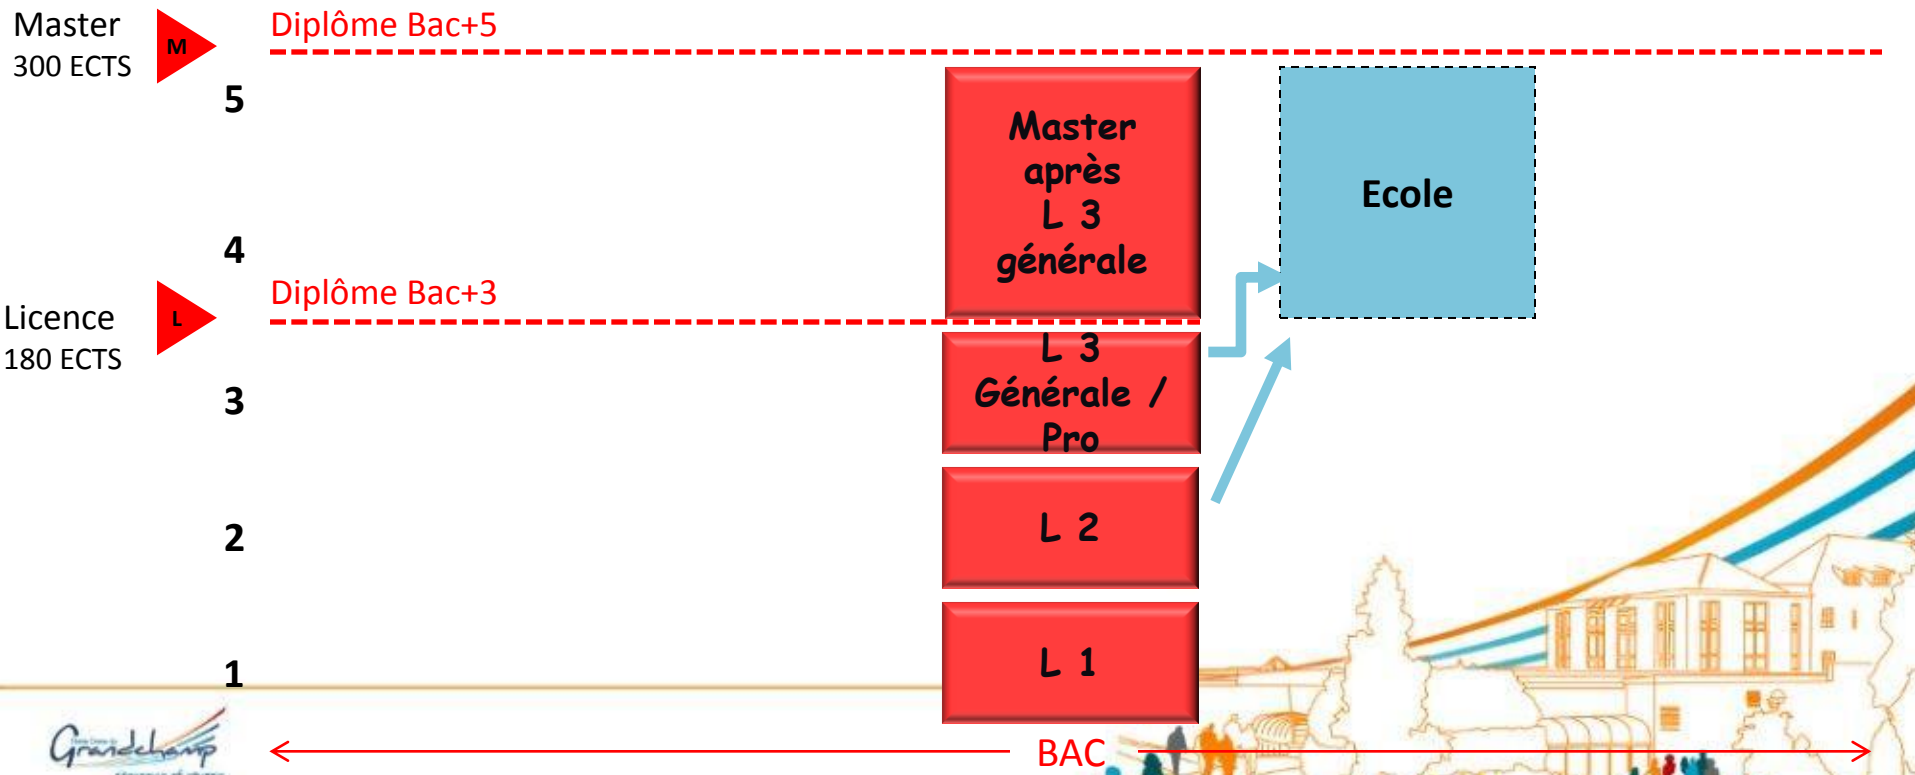 Master
300 ECTS
M
Diplôme Bac+5
5
Master
après
L 3
générale
Ecole
4
Diplôme Bac+3
Licence
180 ECTS
L
L 3
Générale /
Pro
3
L 2
2
L 1
1
Grandchamp
BAC